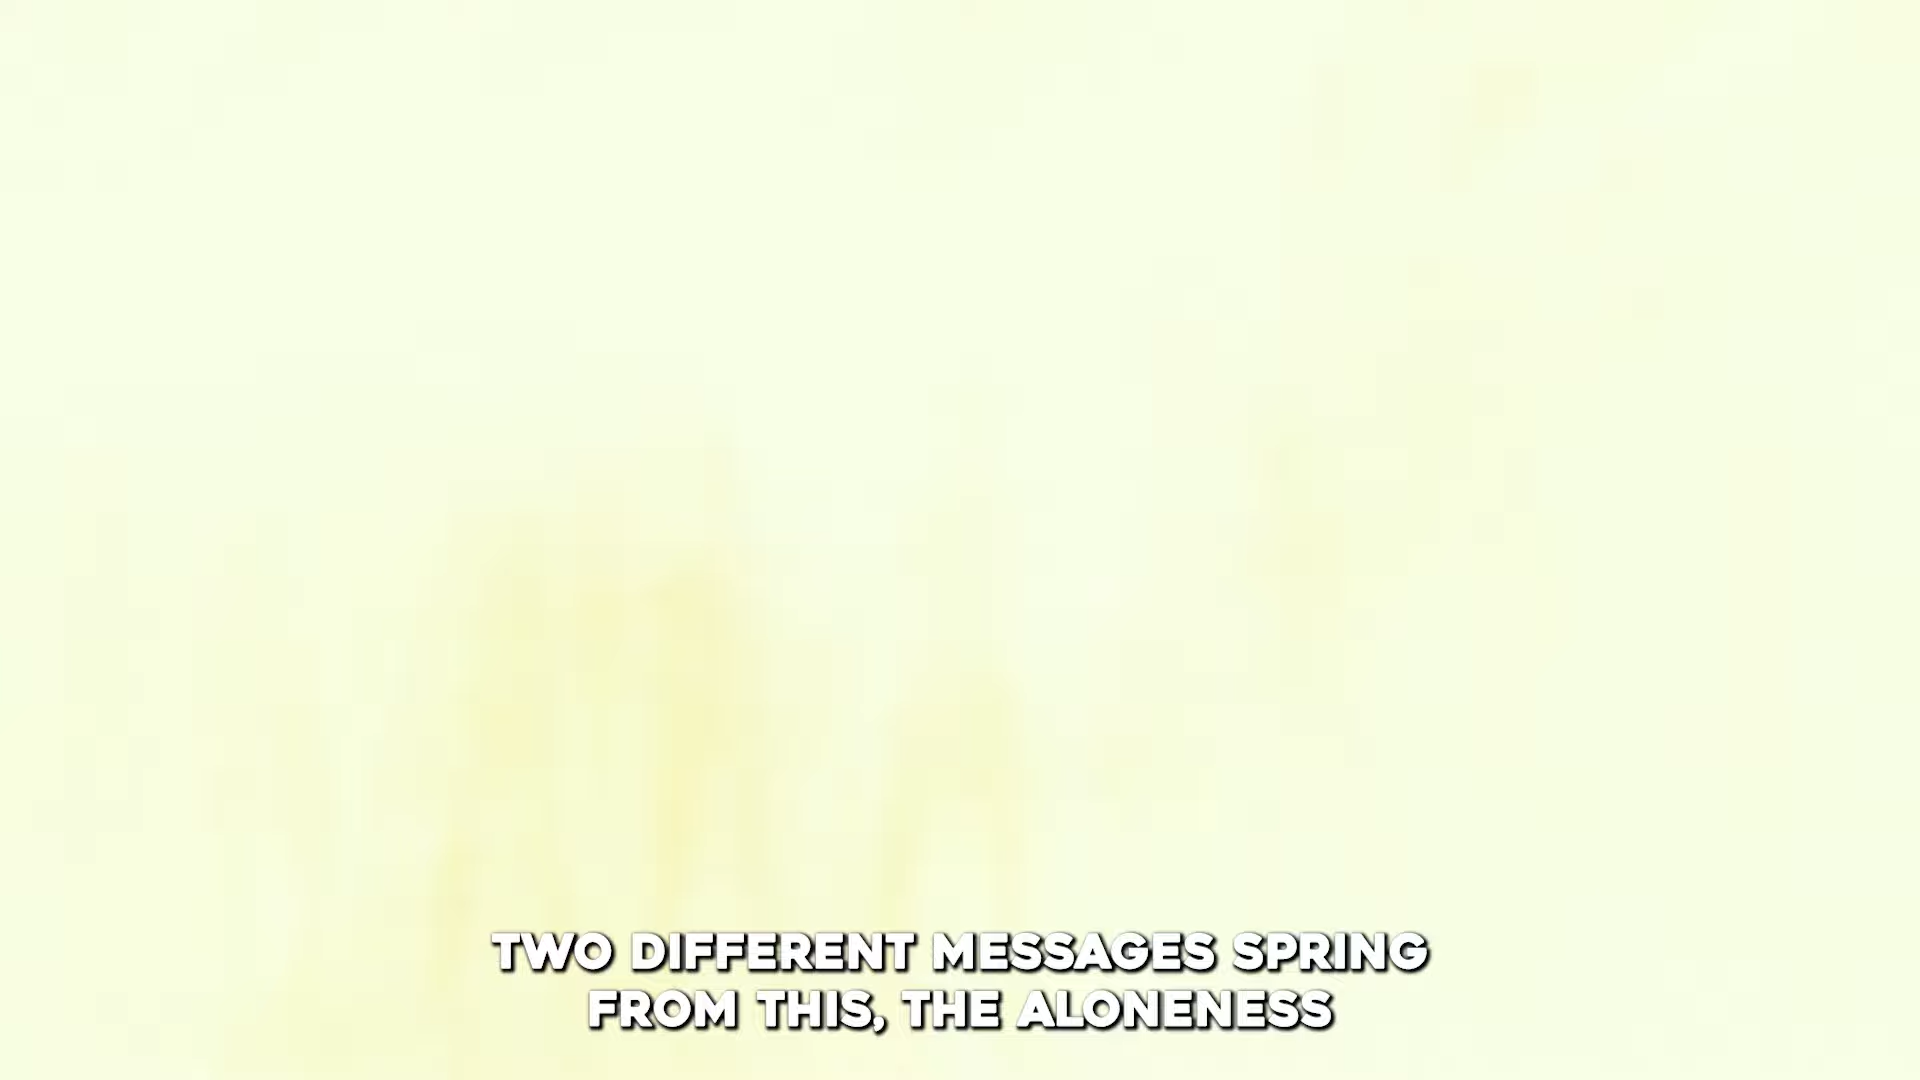 TWO DIFFERENT MESSAGES SPRING
FROM THIS, THE ALONENESS